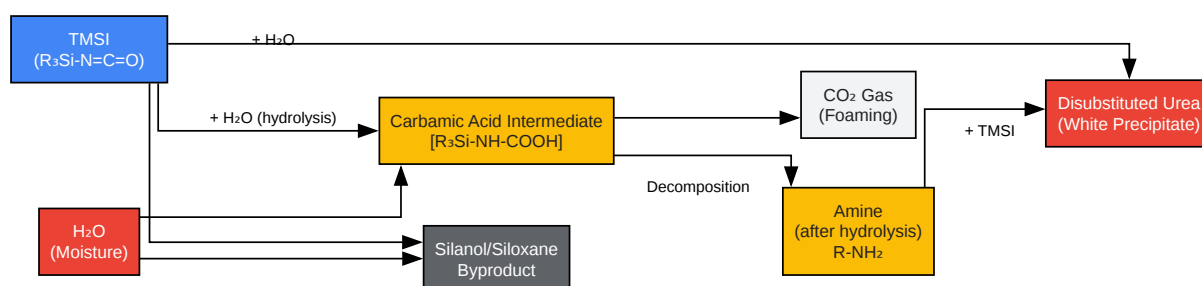 TMSI
(R₃Si-N=C=O)
+ H₂O
+ H₂O (hydrolysis)
Carbamic Acid Intermediate
[R₃Si-NH-COOH]
CO₂ Gas
(Foaming)
Disubstituted Urea
(White Precipitate)
+ TMSI
Decomposition
H₂O
(Moisture)
Silanol/Siloxane
Byproduct
Amine
(after hydrolysis)
R-NH₂